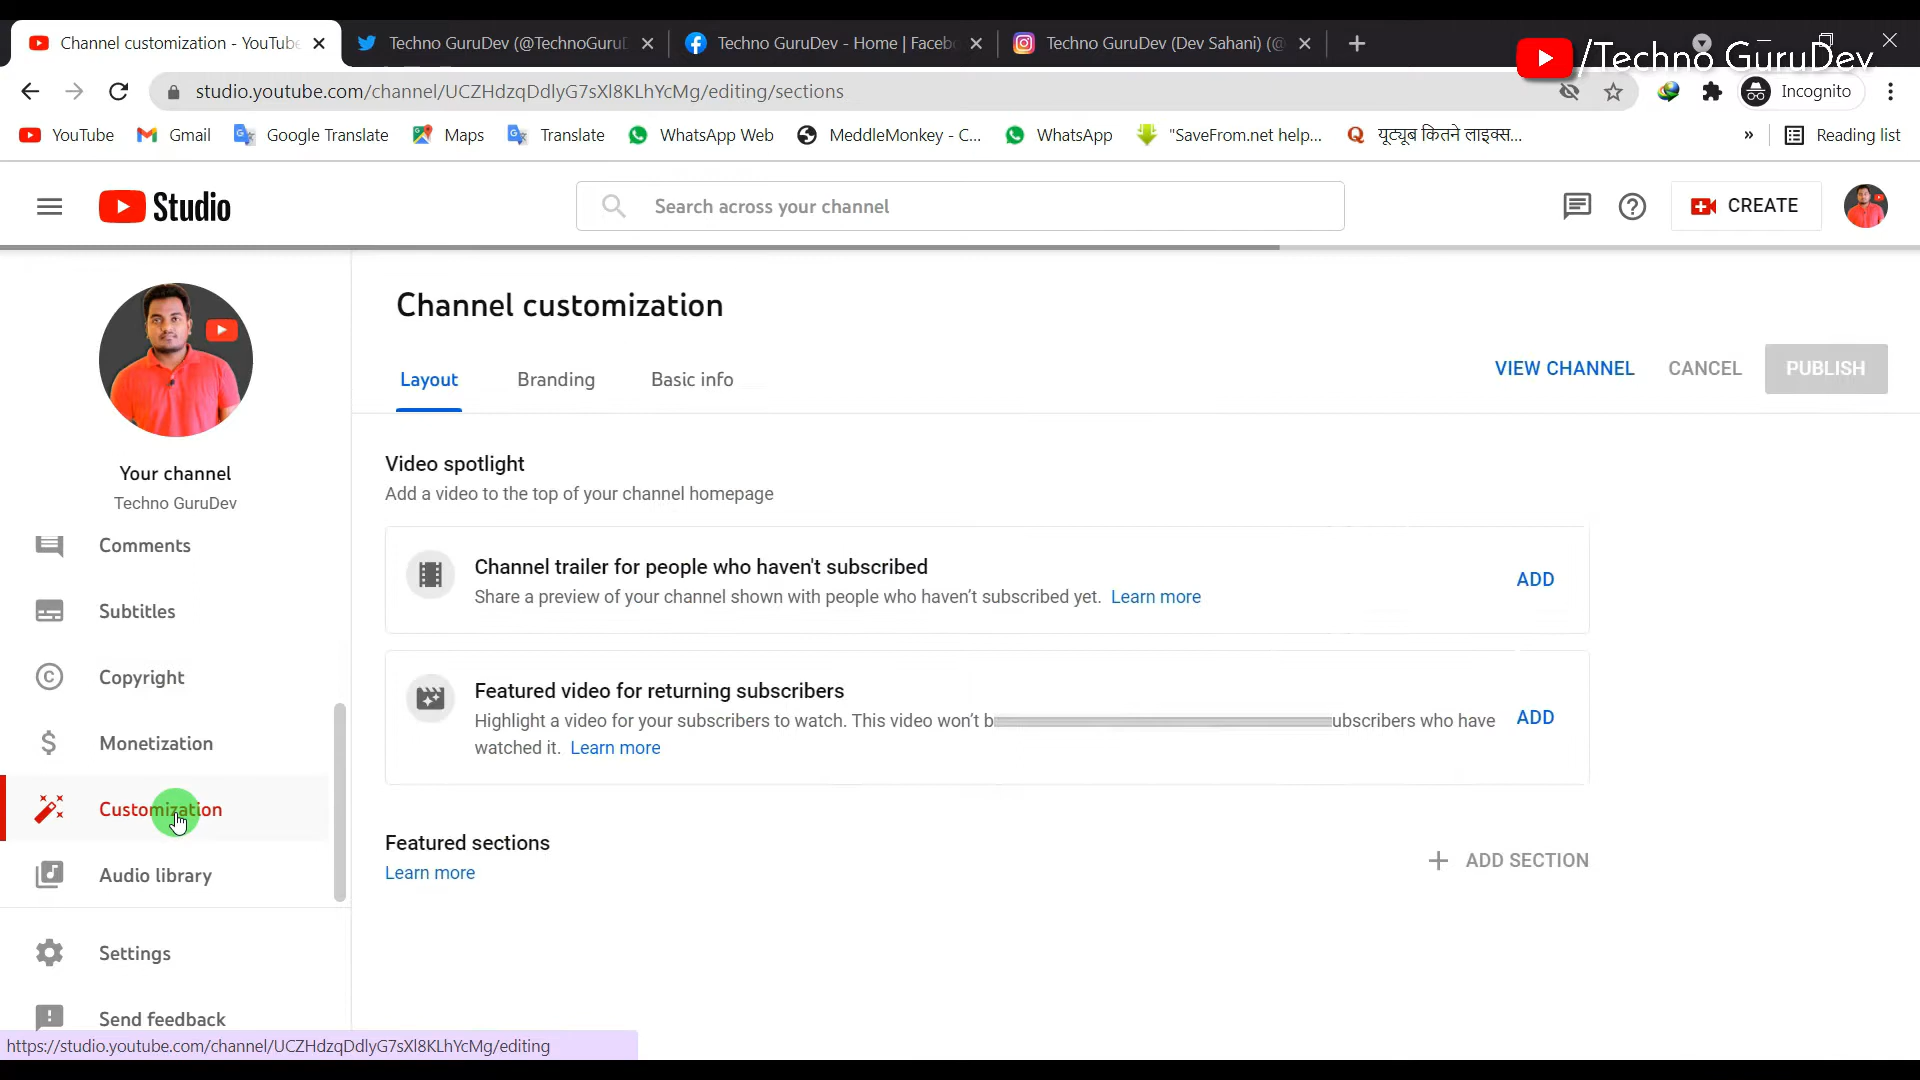 Channel customization - YouTube
Techno GuruDev (@TechnoGuruD
Techno GuruDev - Home | Facebo
Techno GuruDev (Dev Sahani) (@
/Techno GuruDev
studio.youtube.com/channel/UCZHdzqDdlyG7sXl8KLhYcMg/editing/sections
Incognito
YouTube
Gmail
Google Translate
Maps
Translate
WhatsApp Web
MeddleMonkey - C...
WhatsApp
"SaveFrom.net help...
यूट्यूब कितने लाइक्स...
»
Reading list
Studio
Search across your channel
CREATE
Channel customization
Layout
Branding
Basic info
VIEW CHANNEL
CANCEL
PUBLISH
Your channel
Techno GuruDev
Comments
Subtitles
Copyright
Monetization
Customization
Audio library
Settings
Send feedback
Video spotlight
Add a video to the top of your channel homepage
Channel trailer for people who haven't subscribed
Share a preview of your channel shown with people who haven't subscribed yet. Learn more
ADD
Featured video for returning subscribers
Highlight a video for your subscribers to watch. This video won't ubscribers who have
watched it. Learn more
ADD
Featured sections
Learn more
ADD SECTION
https://studio.youtube.com/channel/UCZHdzqDdlyG7sXl8KLhYcMg/editing